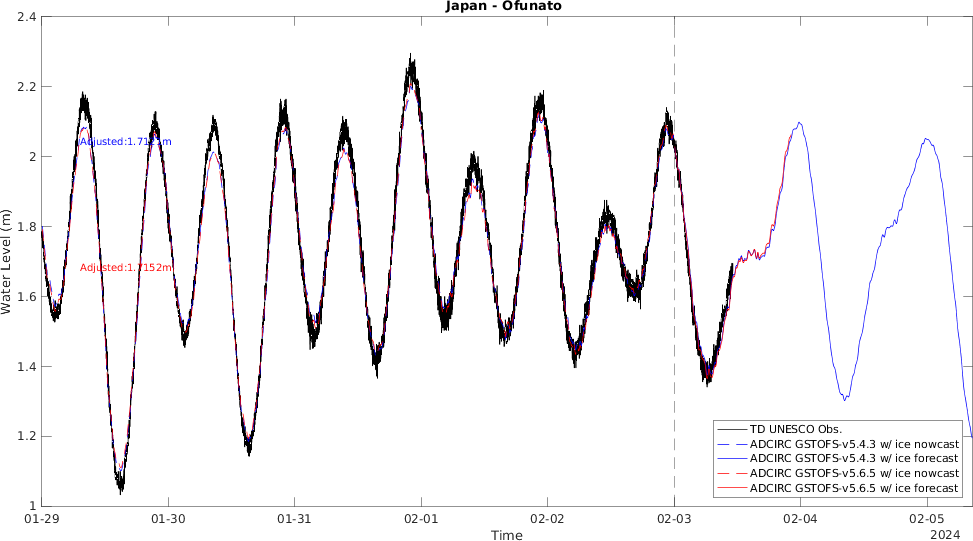 Japan - Ofunato
Water Level (m)
2.4
2.2
2
1.8
1.6
1.4
1.2
1
Adjusted:1.7152m
TD UNESCO Obs.
ADCIRC GSTOFS-v5.4.3 w/ ice nowcast
ADCIRC GSTOFS-v5.4.3 w/ ice forecast
ADCIRC GSTOFS-v5.6.5 w/ ice nowcast
ADCIRC GSTOFS-v5.6.5 w/ ice forecast
01-29 01-30 01-31 02-01 02-02 02-03 02-04 02-05
Time
2024